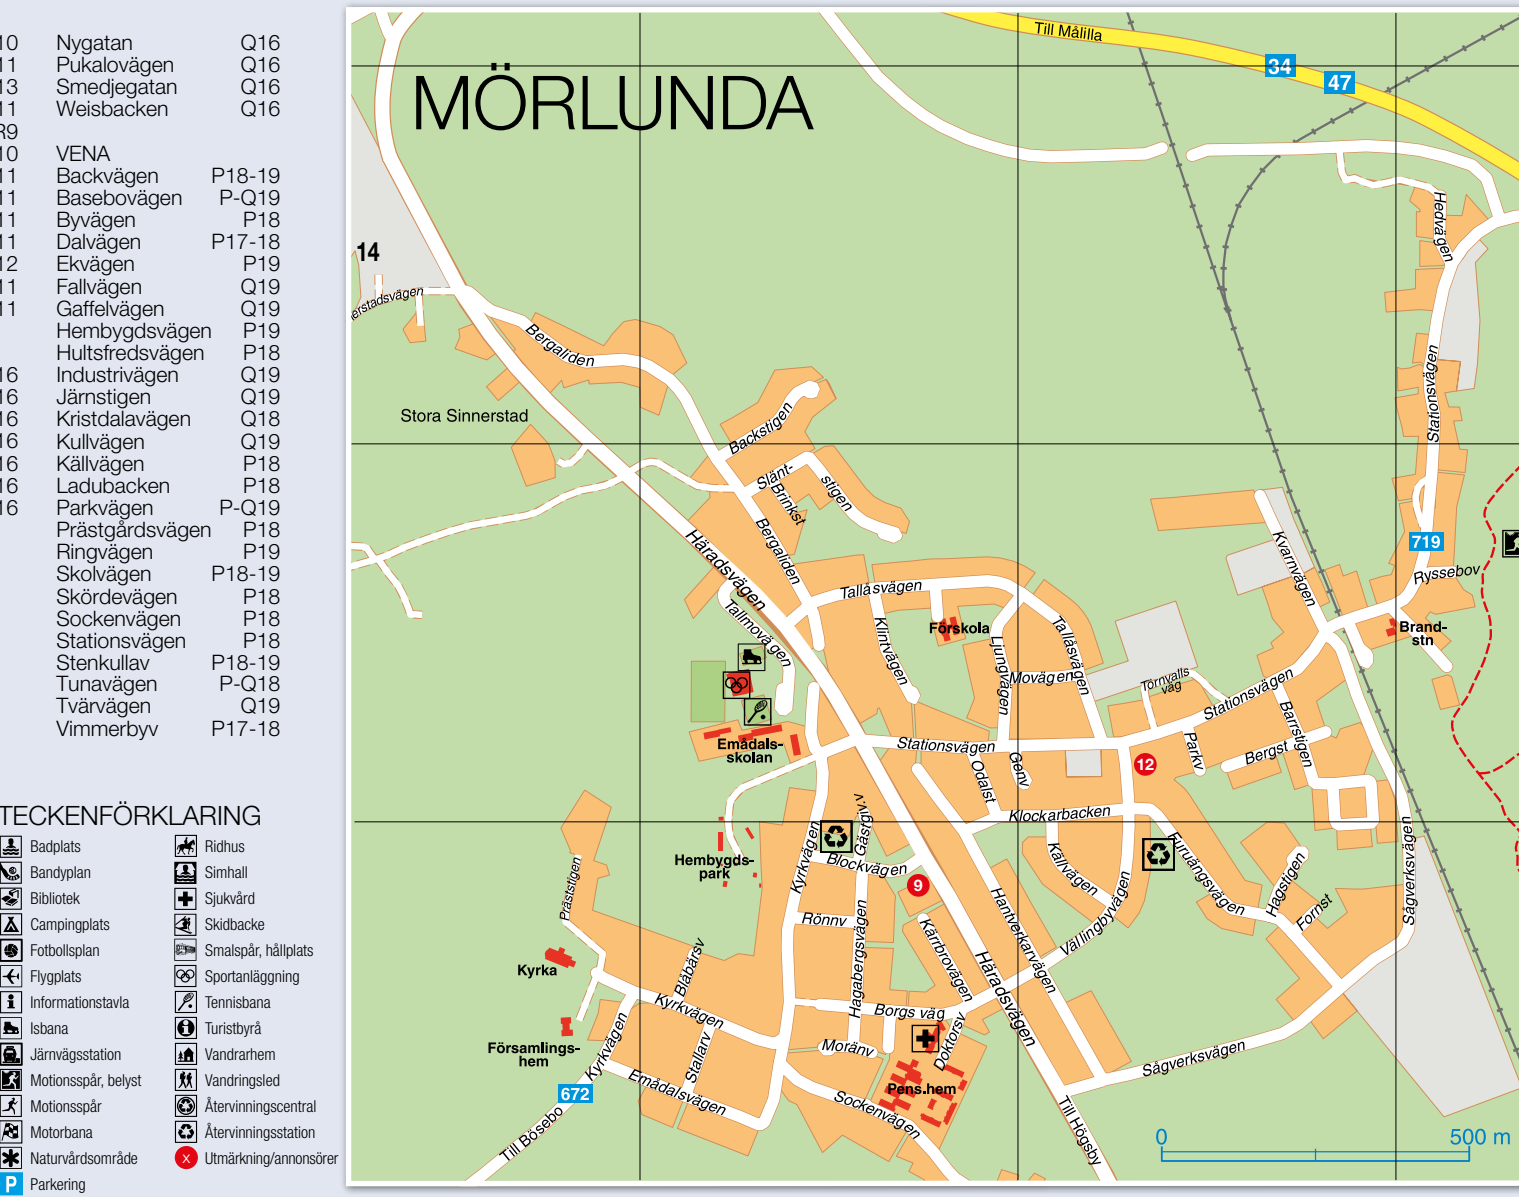 10 Nygatan Q16
11 Pukalovägen Q16
13 Smedjegatan Q16
11 Weisbacken Q16
R9
10 VENA
11 Backvägen P18-19
11 Basebovägen P-Q19
11 Byvägen P18
11 Dalvägen P17-18
12 Ekvägen P19
11 Fallvägen Q19
11 Gaffelvägen Q19
Hembygdsvägen P19
Hultsfredsvägen P18
16 Industrivägen Q19
16 Järnstigen Q19
16 Kristdalavägen Q18
16 Kullvägen Q19
16 Källvägen P18
16 Ladubacken P18
16 Parkvägen P-Q19
Prästgårdsvägen P18
Ringvägen P19
Skolvägen P18-19
Skördevägen P18
Sockenvägen P18
Stationsvägen P18
Stenkullav P18-19
Tunavägen P-Q18
Tvärvägen Q19
Vimmerbyv P17-18
TECKENFÖRKLARING
Badplats
Bandyplan
Bibliotek
Campingplats
Fotbollsplan
Flygplats
Informationstavla
Isbana
Järnvägsstation
Motionsspår, belyst
Motionsspår
Motorbana
Naturvårdsområde
P Parkering
Ridhus
Simhall
Sjukvård
Skidbacke
Smalspår, hållplats
Sportanläggning
Tennisbana
Turistbyrå
Vandrarhem
Vandringsled
Återvinningscentral
Återvinningsstation
x Utmärkning/annonsörer
MÖRLUNDA
Till Målilla
34
47
14
erstadsvägen
Bergaliden
Stora Sinnerstad
Backstigen
Slänt-
stigen
Brinkst
Bergaliden
Häradsvägen
Tallmovägen
Tallåsvägen
Klintvägen
Förskola
Ljungvägen
Movägen
Tallåsvägen
Törnvalls
väg
Stationsvägen
Kvarnvägen
Hedvägen
Stationsvägen
719
Ryssebov
Brand-
stn
Emådals-
skolan
Stationsvägen
Odalst
Genv
12
Parkv
Bergst
Barrstigen
Klockarbacken
Hembygds-
park
Kyrkvägen
Gästgiv.v
Blockvägen
9
Källvägen
Furuängsvägen
Hagstigen
Fornst
Sågverksvägen
Präststigen
Rönnv
Hagabergsvägen
Kärrbrovägen
Hantverkarvägen
Vällingbyvägen
Kyrka
Blåbärsv
Kyrkvägen
Borgs väg
Häradsvägen
Församlings-
hem
Kyrkvägen
Stallarv
Moränv
Doktorsv
Sågverksvägen
672
Emådalsvägen
Pens.hem
Sockenvägen
Till Bösebo
Till Högsby
0 500 m